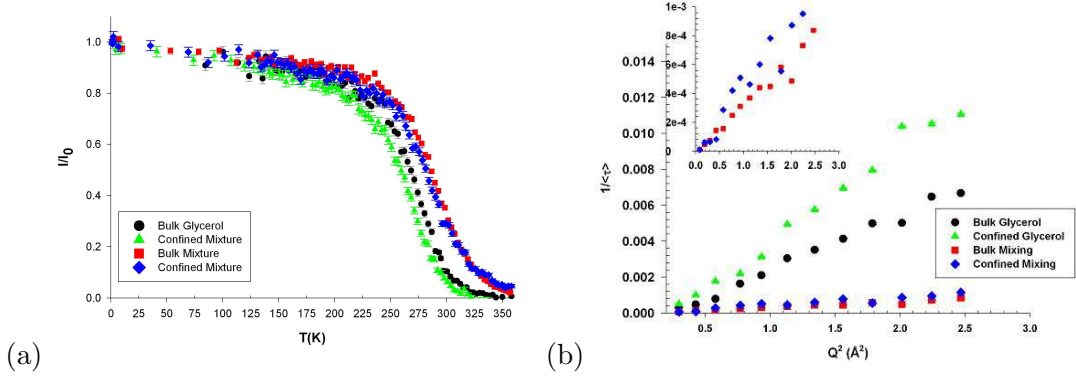 (a)
I/I0
1.0
0.8
0.6
0.4
0.2
0.0
0 25 50 75 100 125 150 175 200 225 250 275 300 325 350
T(K)
Bulk Glycerol
Confined Mixture
Bulk Mixture
Confined Mixture
(b)
1/<τ>
0.014
0.012
0.010
0.008
0.006
0.004
0.002
0.000
0.5 1.0 1.5 2.0 2.5 3.0
Q2 (Å2)
1e-3
8e-4
6e-4
4e-4
2e-4
0
0.0 0.5 1.0 1.5 2.0 2.5 3.0
Bulk Glycerol
Confined Glycerol
Bulk Mixing
Confined Mixing